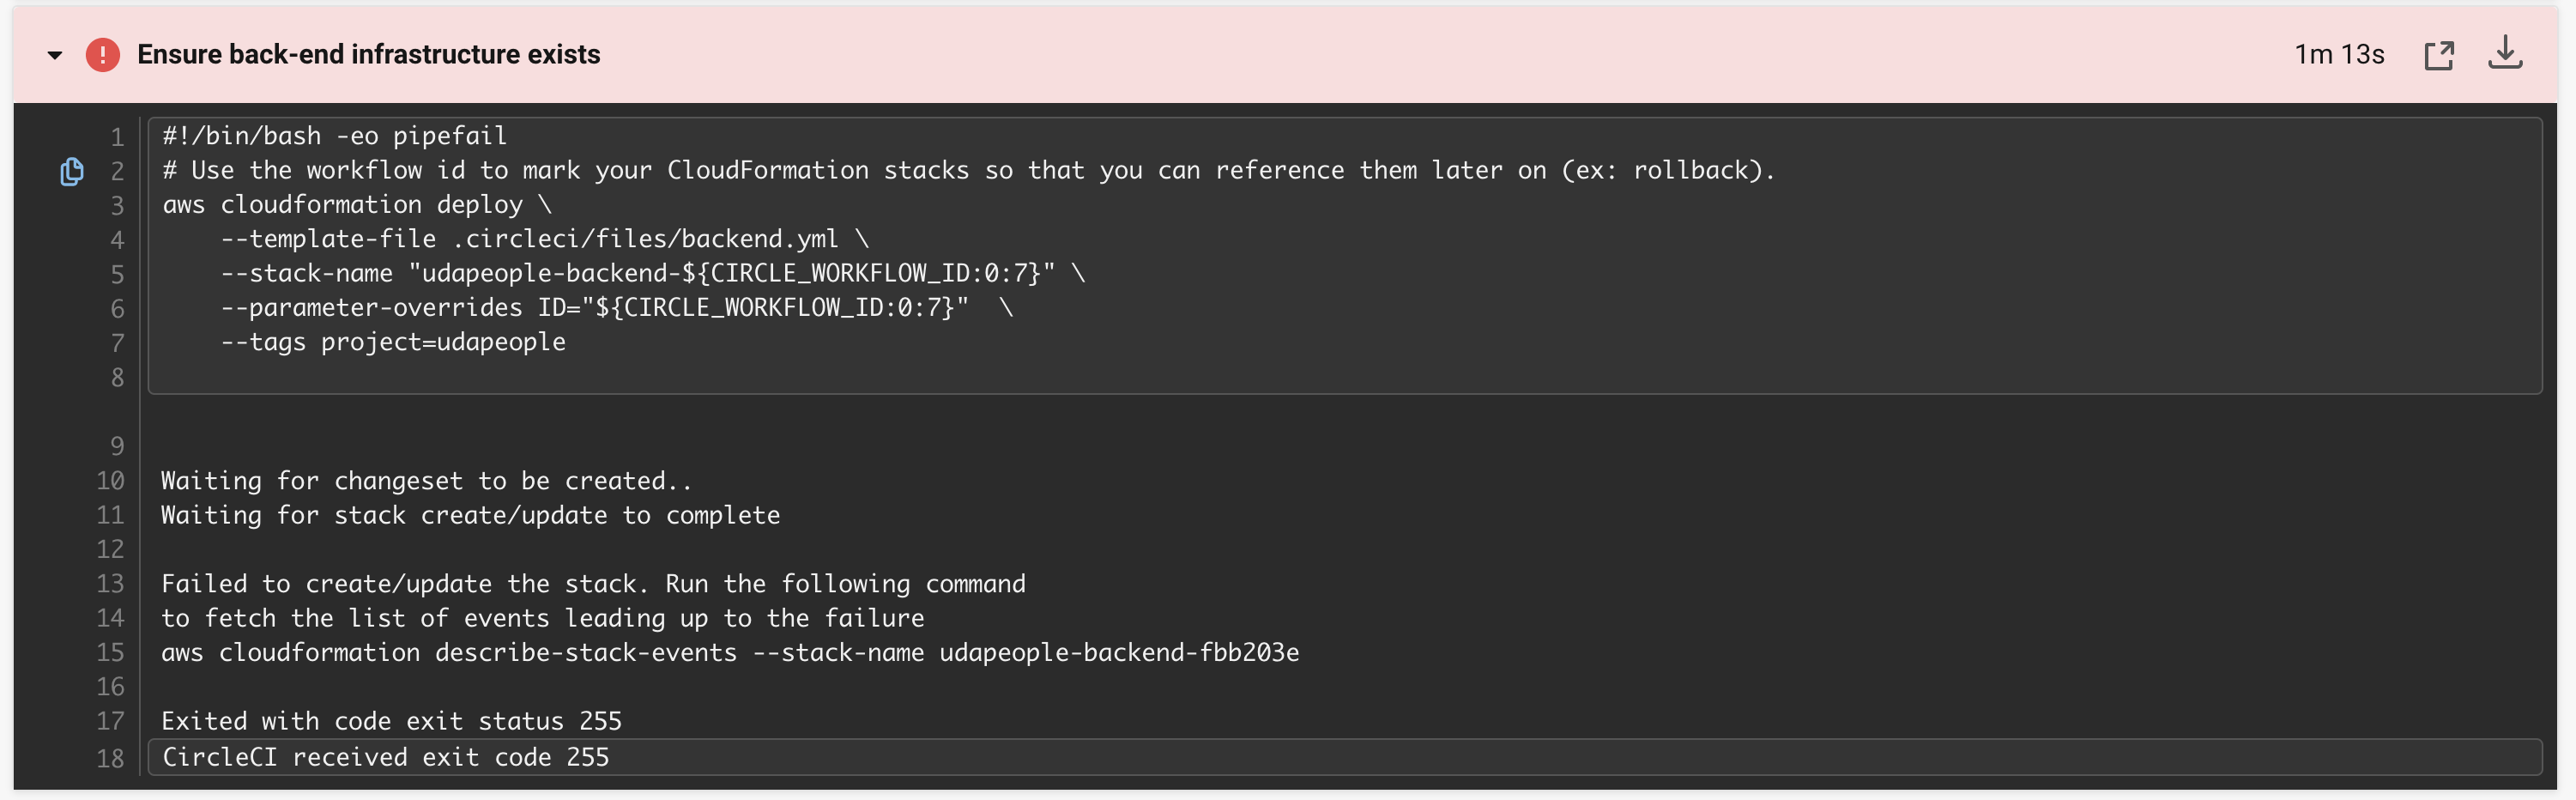 Ensure back-end infrastructure exists 1m 13s
1 #!/bin/bash -eo pipefail
2 # Use the workflow id to mark your CloudFormation stacks so that you can reference them later on (ex: rollback).
3 aws cloudformation deploy \
4     --template-file .circleci/files/backend.yml \
5     --stack-name "udapeople-backend-${CIRCLE_WORKFLOW_ID:0:7}" \
6     --parameter-overrides ID="${CIRCLE_WORKFLOW_ID:0:7}"  \
7     --tags project=udapeople
8
9
10 Waiting for changeset to be created..
11 Waiting for stack create/update to complete
12
13 Failed to create/update the stack. Run the following command
14 to fetch the list of events leading up to the failure
15 aws cloudformation describe-stack-events --stack-name udapeople-backend-fbb203e
16
17 Exited with code exit status 255
18 CircleCI received exit code 255